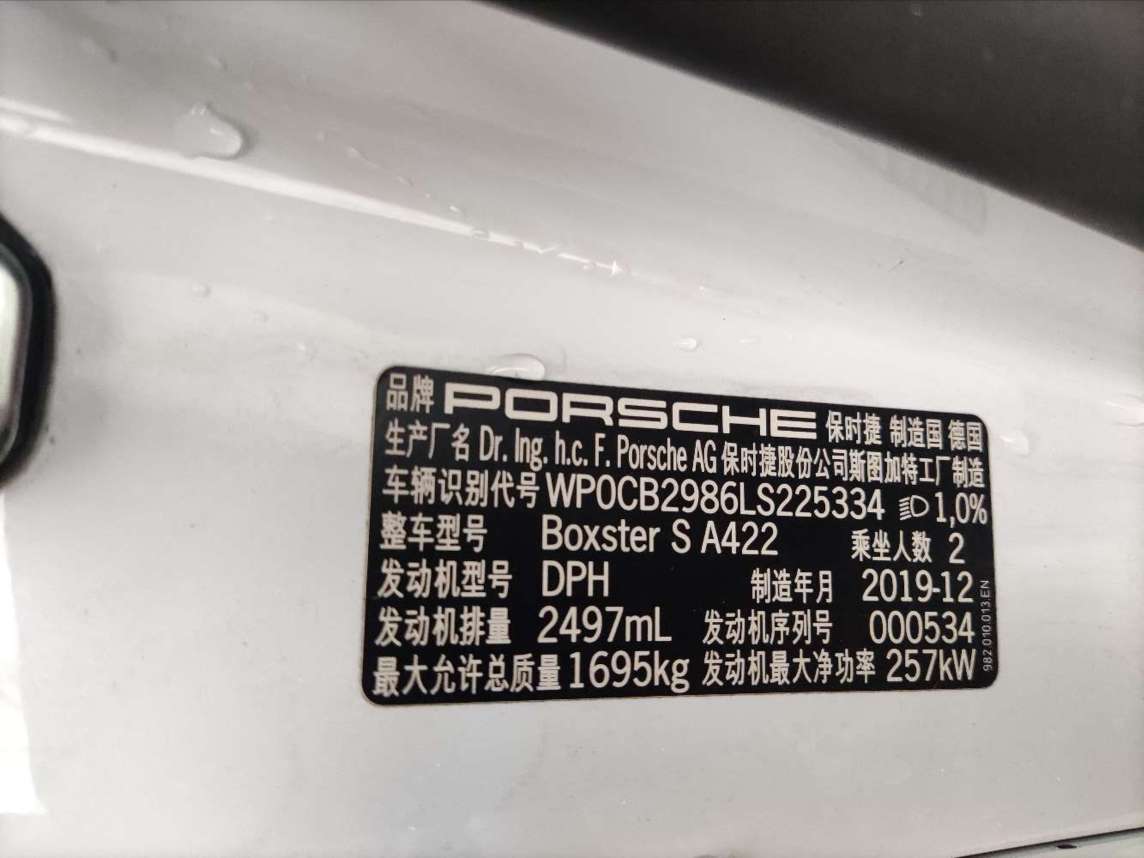 品牌 PORSCHE 保时捷 制造国 德国
生产厂名 Dr. Ing. h.c. F. Porsche AG 保时捷股份公司斯图加特工厂制造
车辆识别代号 WP0CB2986LS225334 1,0%
整车型号 Boxster S A422 乘坐人数 2
发动机型号 DPH 制造年月 2019-12
发动机排量 2497mL 发动机序列号 000534
最大允许总质量 1695kg 发动机最大净功率 257kW
982 010.013.EN